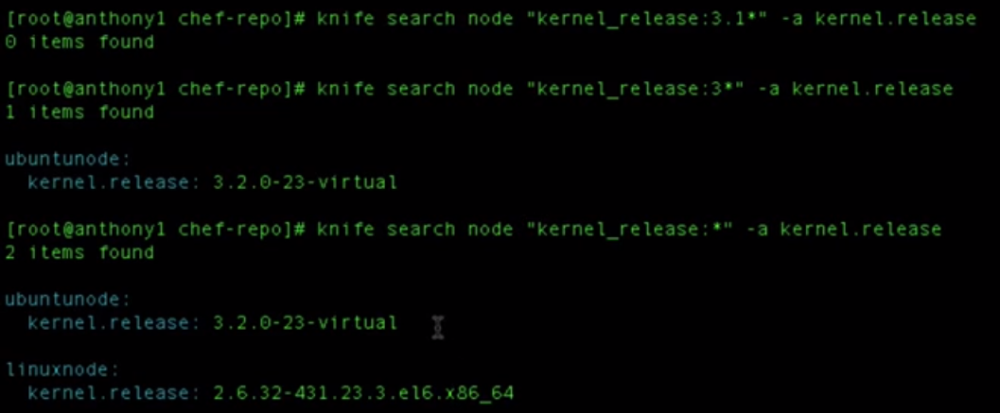 [root@anthony1 chef-repo]# knife search node "kernel_release:3.1*" -a kernel.release
0 items found
[root@anthony1 chef-repo]# knife search node "kernel_release:3*" -a kernel.release
1 items found
ubuntunode:
kernel.release: 3.2.0-23-virtual
[root@anthony1 chef-repo]# knife search node "kernel_release:*" -a kernel.release
2 items found
ubuntunode:
kernel.release: 3.2.0-23-virtual
linuxnode:
kernel.release: 2.6.32-431.23.3.el6.x86_64